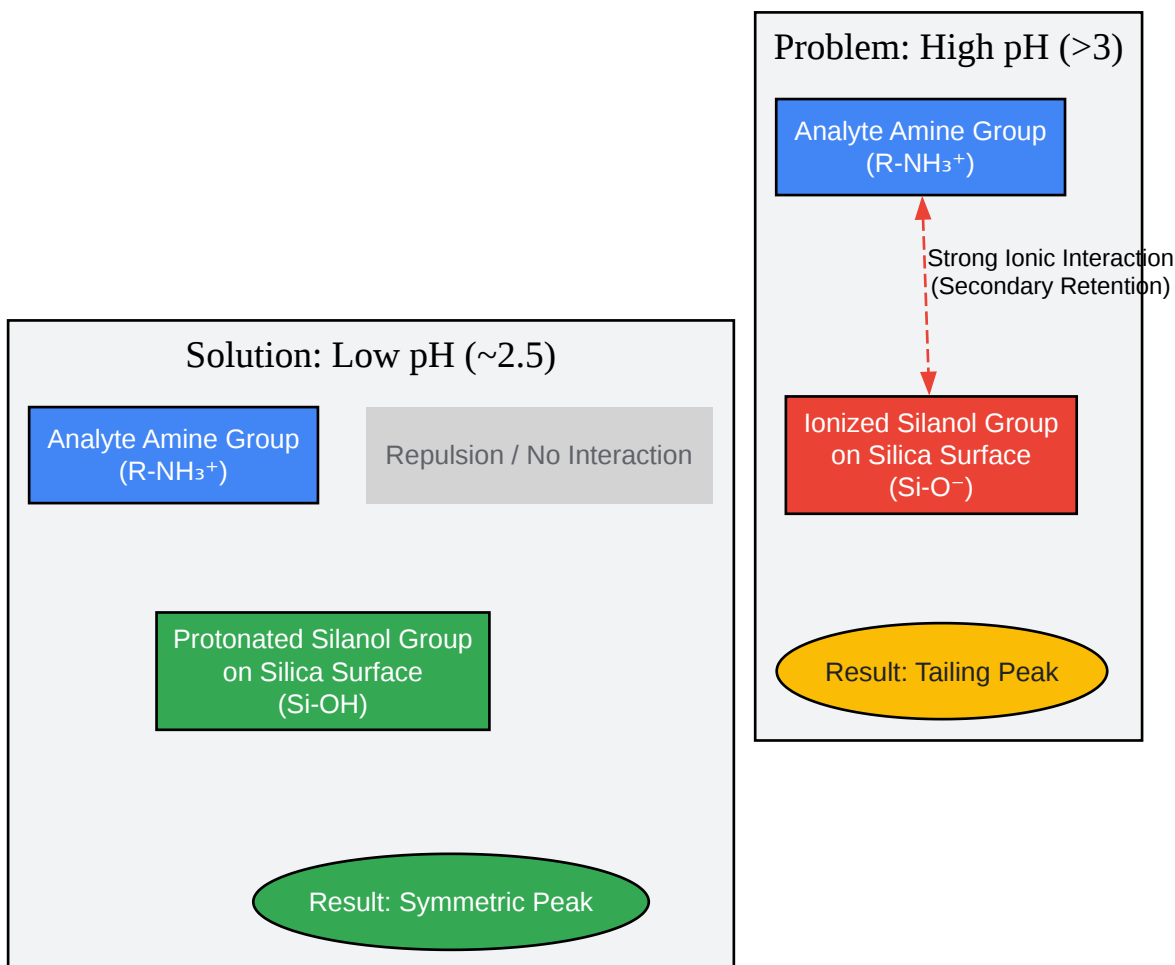 Problem: High pH (>3)
Analyte Amine Group
(R-NH₃⁺)
Strong Ionic Interaction
(Secondary Retention)
Ionized Silanol Group
on Silica Surface
(Si-O⁻)
Result: Tailing Peak
Solution: Low pH (~2.5)
Analyte Amine Group
(R-NH₃⁺)
Repulsion / No Interaction
Protonated Silanol Group
on Silica Surface
(Si-OH)
Result: Symmetric Peak